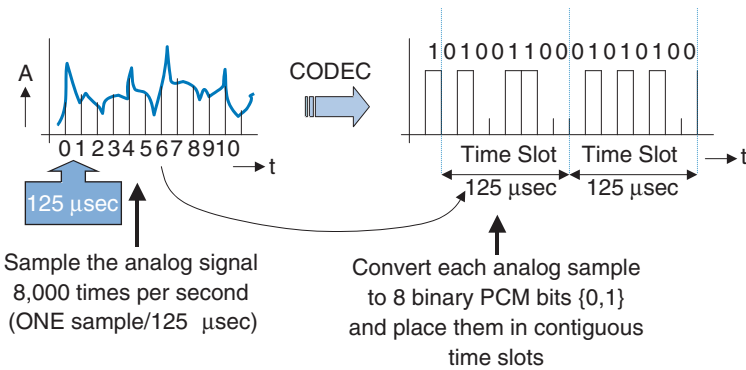 A
0 1 2 3 4 5 6 7 8 9 10
t
125 μsec
Sample the analog signal
8,000 times per second
(ONE sample/125 μsec)
CODEC
1 0 1 0 0 1 1 0 0 0 1 0 1 0 1 0 0
Time Slot Time Slot
t
125 μsec 125 μsec
Convert each analog sample
to 8 binary PCM bits {0,1}
and place them in contiguous
time slots